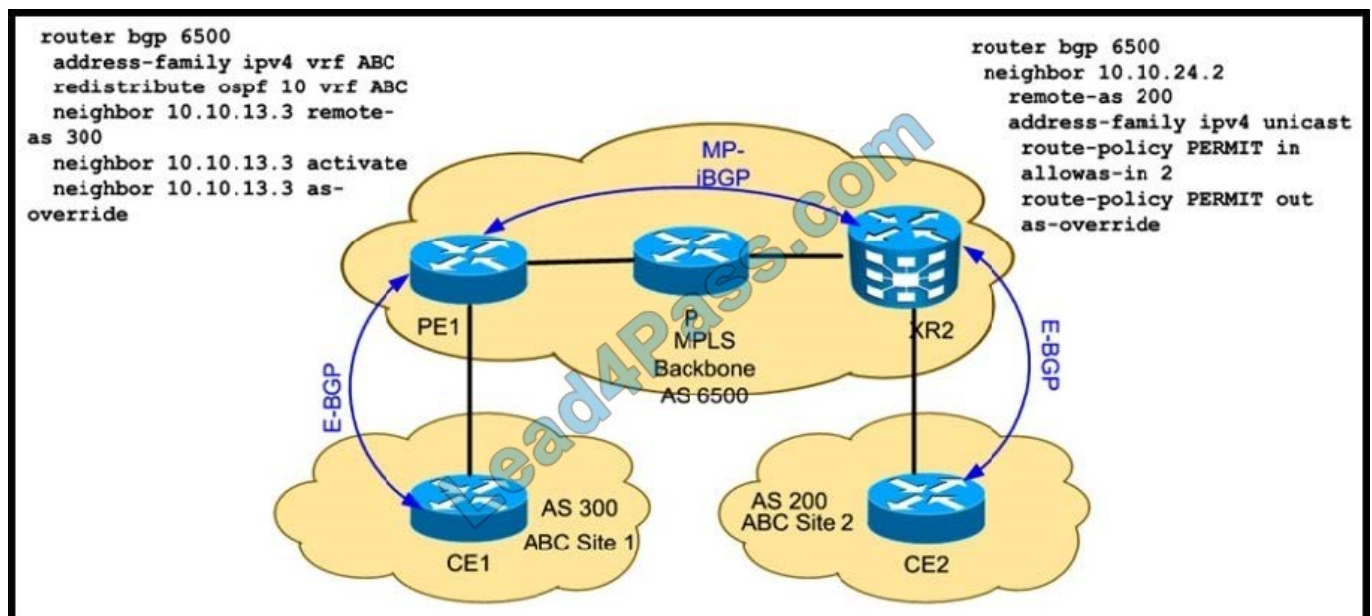 router bgp 6500
address-family ipv4 vrf ABC
redistribute ospf 10 vrf ABC
neighbor 10.10.13.3 remote-
as 300
neighbor 10.10.13.3 activate
neighbor 10.10.13.3 as-
override
router bgp 6500
neighbor 10.10.24.2
remote-as 200
address-family ipv4 unicast
route-policy PERMIT in
allowas-in 2
route-policy PERMIT out
as-override
MP-
iBGP
PE1
P
MPLS
Backbone
AS 6500
XR2
E-BGP
E-BGP
AS 300
ABC Site 1
CE1
AS 200
ABC Site 2
CE2
Lead4Pass.com